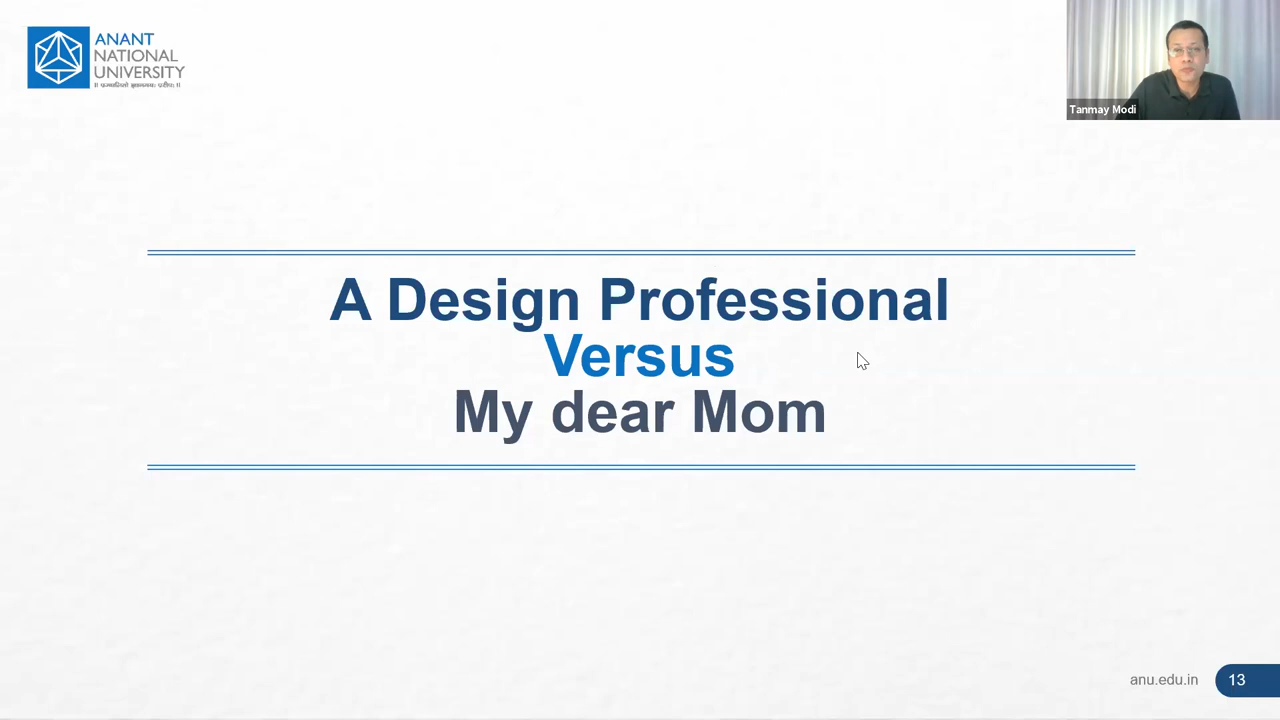 ANANT
NATIONAL
UNIVERSITY
Tanmay Modi
A Design Professional
Versus
My dear Mom
anu.edu.in
13